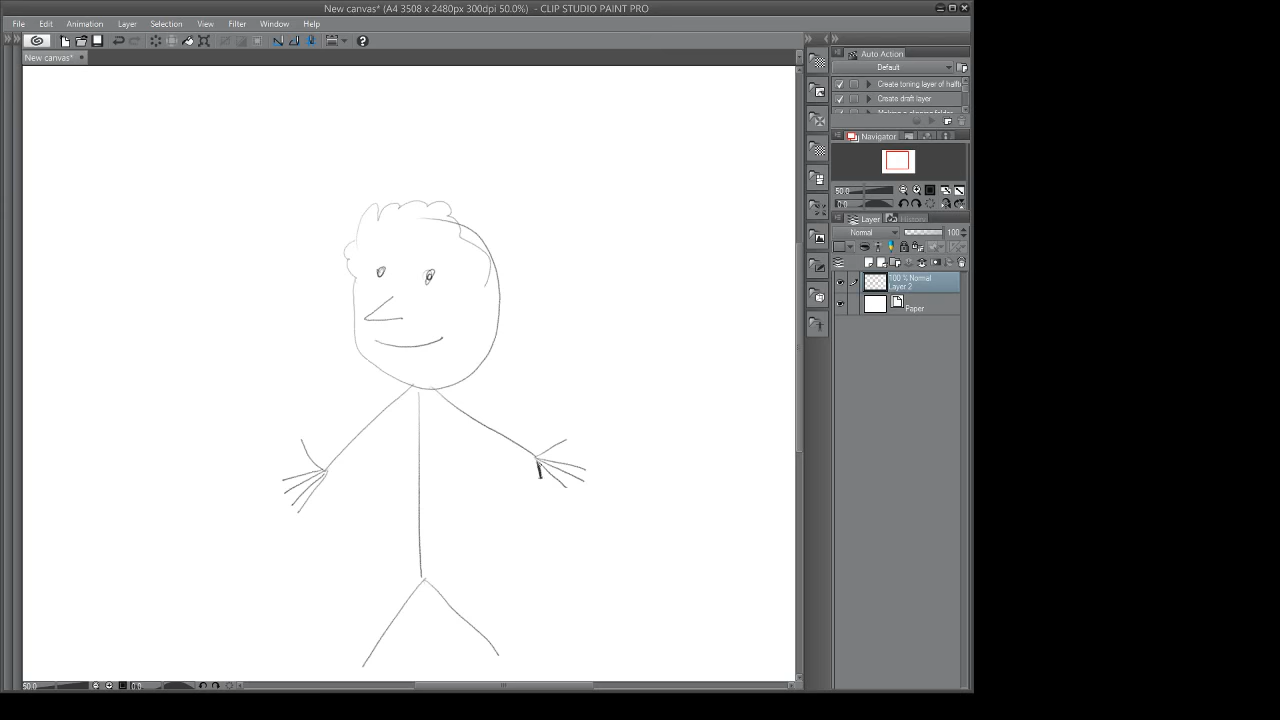 New canvas* (A4 3508 x 2480px 300dpi 50.0%) - CLIP STUDIO PAINT PRO
File Edit Animation Layer Selection View Filter Window Help
New canvas*
Auto Action
Default
Create toning layer of halft
Create draft layer
Navigator
50.0
0.0
Layer History
Normal 100
100 % Normal
Layer 2
Paper
50.0 0.0